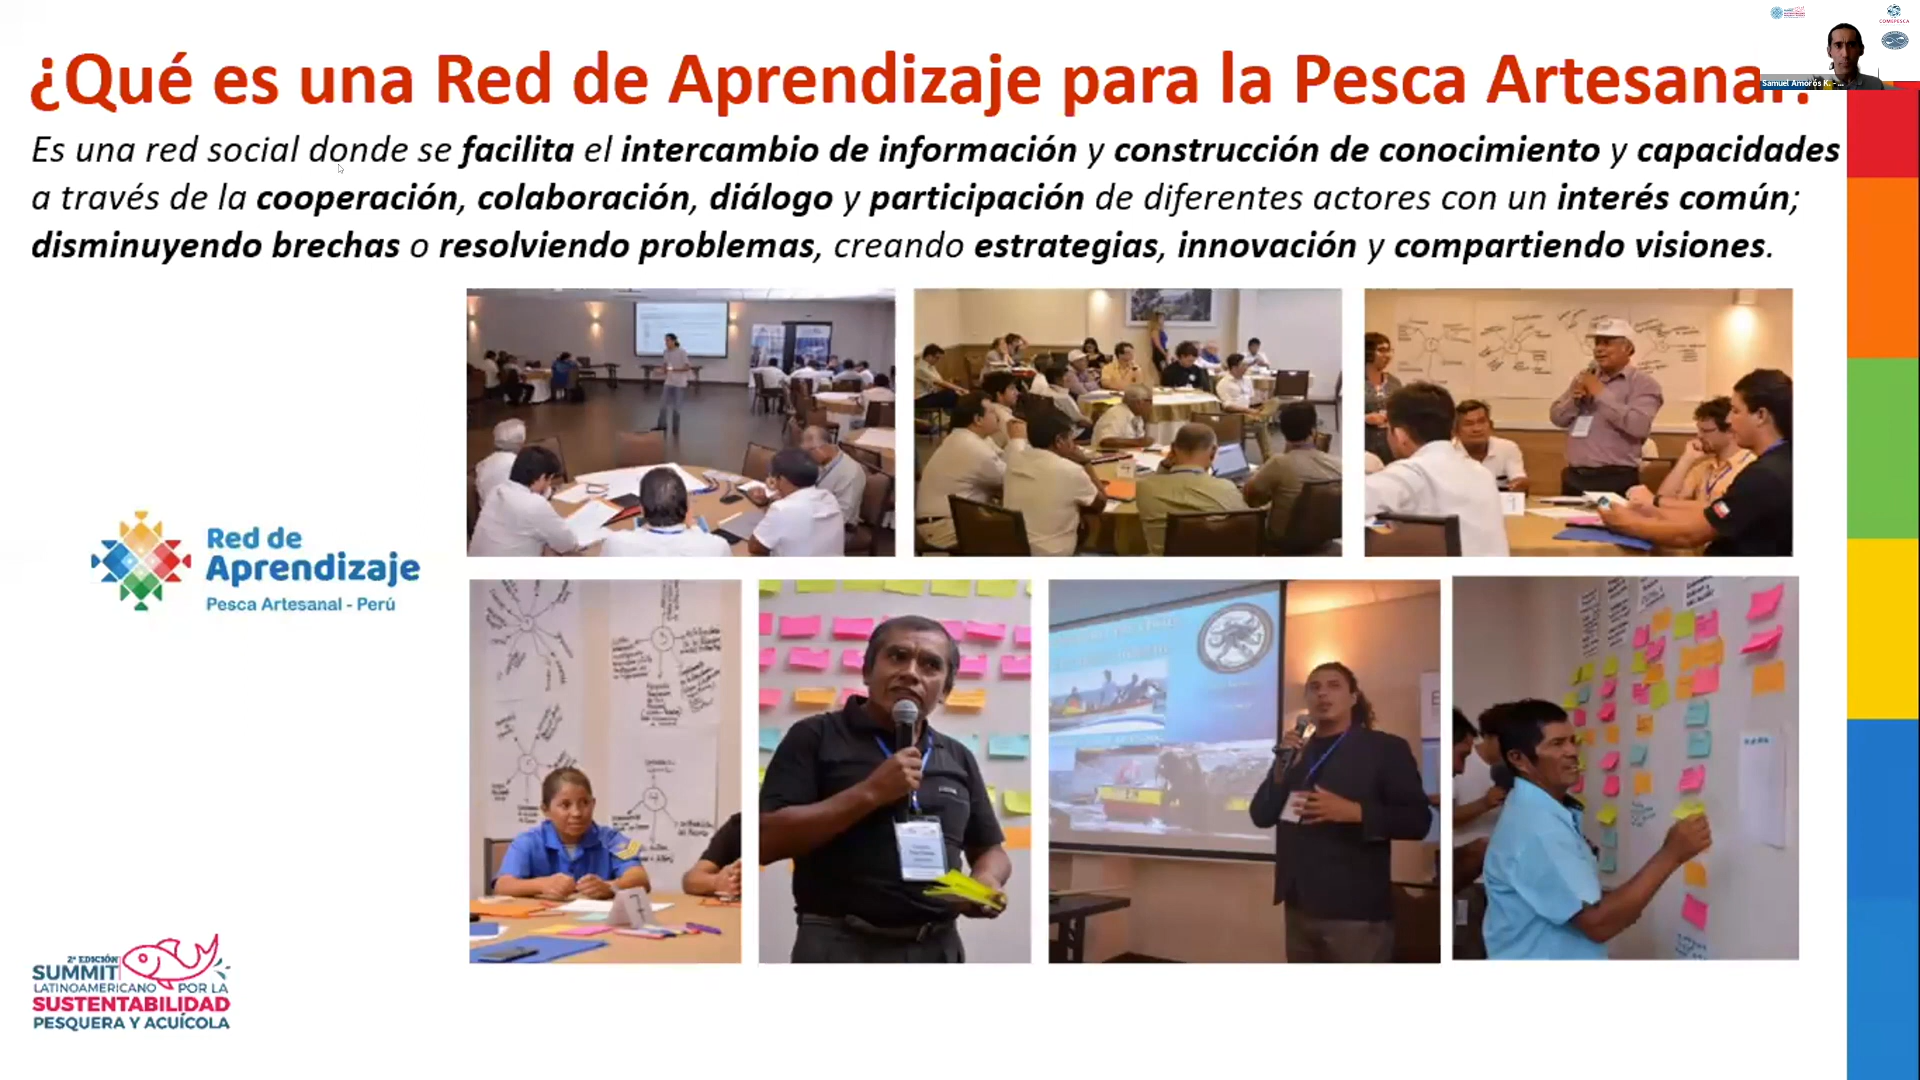 ¿Qué es una Red de Aprendizaje para la Pesca Artesanal?
Samuel Amorós K. - ...
COMEPESCA
Es una red social donde se facilita el intercambio de información y construcción de conocimiento y capacidades
a través de la cooperación, colaboración, diálogo y participación de diferentes actores con un interés común;
disminuyendo brechas o resolviendo problemas, creando estrategias, innovación y compartiendo visiones.
Red de
Aprendizaje
Pesca Artesanal - Perú
7
2ª EDICIÓN
SUMMIT
LATINOAMERICANO POR LA
SUSTENTABILIDAD
PESQUERA Y ACUÍCOLA